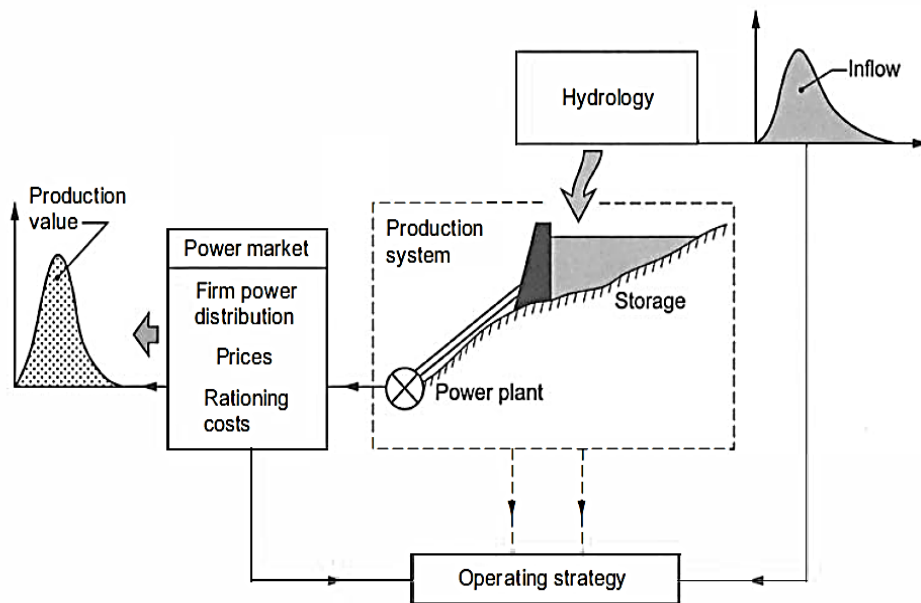 Hydrology
Inflow
Production
value
Power market
Firm power
distribution
Prices
Rationing
costs
Production
system
Storage
Power plant
Operating strategy